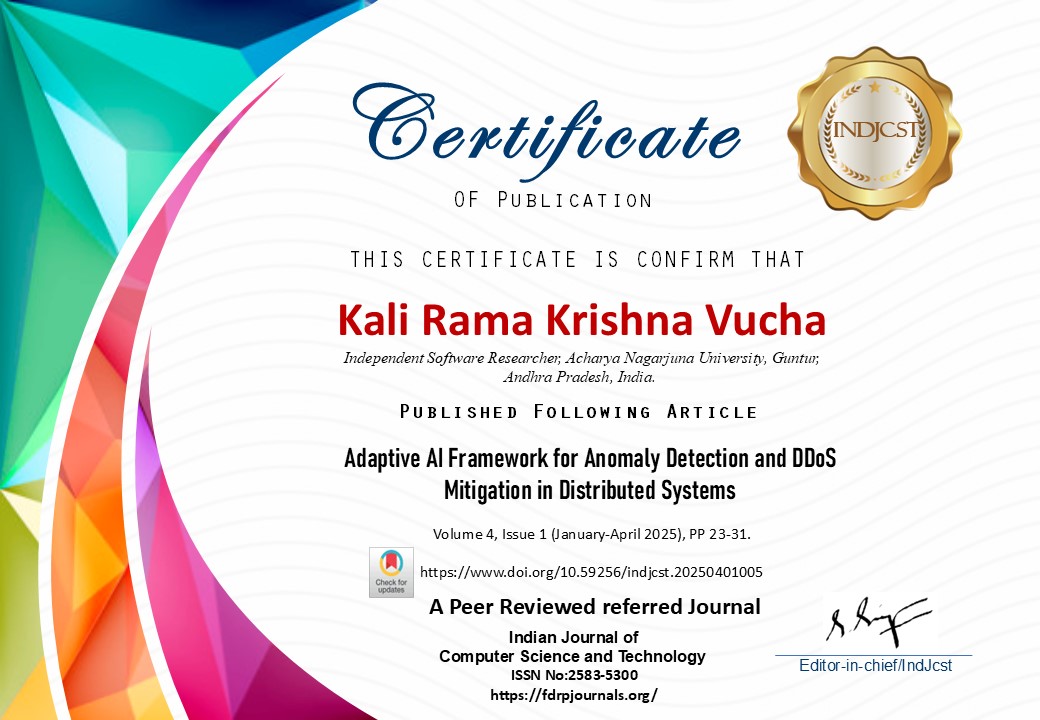 Certificate
OF PUBLICATION
INDJCST
THIS CERTIFICATE IS CONFIRM THAT
Kali Rama Krishna Vucha
Independent Software Researcher, Acharya Nagarjuna University, Guntur,
Andhra Pradesh, India.
PUBLISHED FOLLOWING ARTICLE
Adaptive AI Framework for Anomaly Detection and DDoS
Mitigation in Distributed Systems
Volume 4, Issue 1 (January-April 2025), PP 23-31.
Check for
updates
https://www.doi.org/10.59256/indjcst.20250401005
A Peer Reviewed referred Journal
Indian Journal of
Computer Science and Technology
ISSN No:2583-5300
https://fdrpjournals.org/
Editor-in-chief/IndJcst